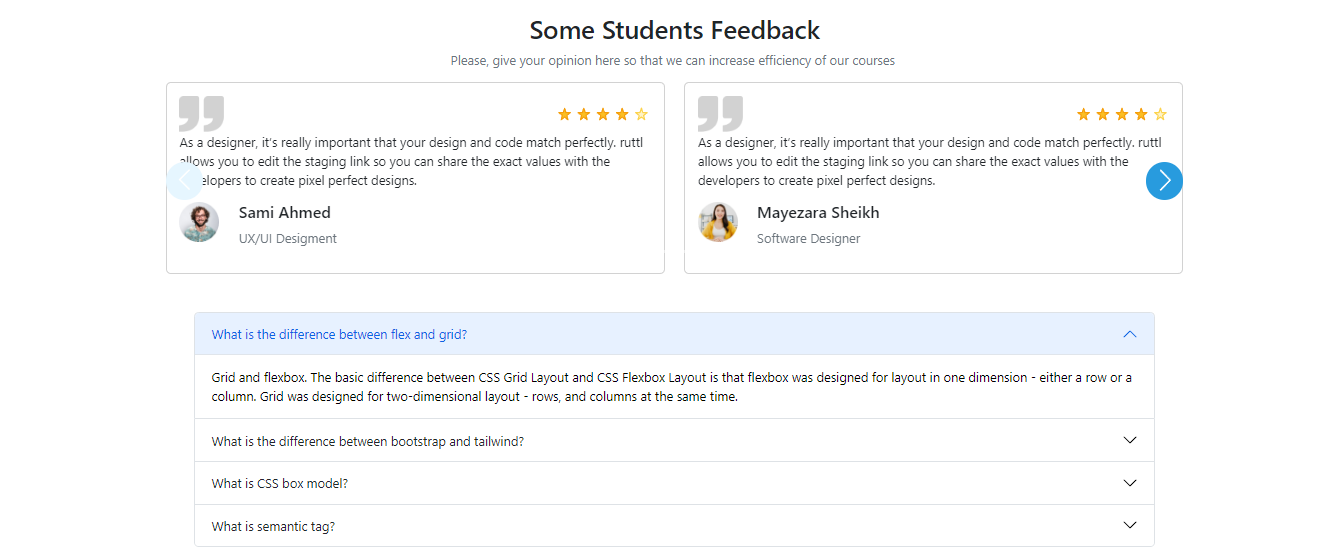 Some Students Feedback
Please, give your opinion here so that we can increase efficiency of our courses
As a designer, it's really important that your design and code match perfectly. ruttl
allows you to edit the staging link so you can share the exact values with the
developers to create pixel perfect designs.
Sami Ahmed
UX/UI Desigment
As a designer, it's really important that your design and code match perfectly. ruttl
allows you to edit the staging link so you can share the exact values with the
developers to create pixel perfect designs.
Mayezara Sheikh
Software Designer
What is the difference between flex and grid?
Grid and flexbox. The basic difference between CSS Grid Layout and CSS Flexbox Layout is that flexbox was designed for layout in one dimension - either a row or a
column. Grid was designed for two-dimensional layout - rows, and columns at the same time.
What is the difference between bootstrap and tailwind?
What is CSS box model?
What is semantic tag?